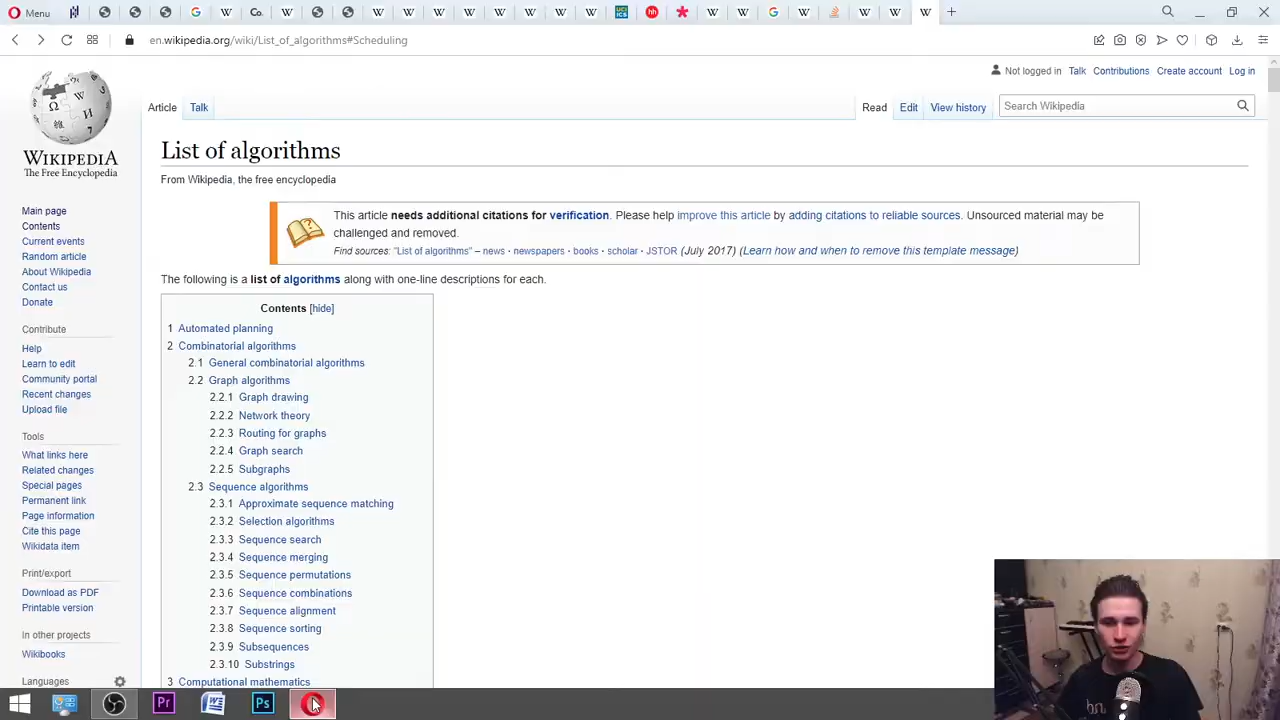 Menu
Co.
UCI
ICS
hh
en.wikipedia.org/wiki/List_of_algorithms#Scheduling
Not logged in Talk Contributions Create account Log in
Article Talk Read Edit View history Search Wikipedia
WIKIPEDIA
The Free Encyclopedia
Main page
Contents
Current events
Random article
About Wikipedia
Contact us
Donate
Contribute
Help
Learn to edit
Community portal
Recent changes
Upload file
Tools
What links here
Related changes
Special pages
Permanent link
Page information
Cite this page
Wikidata item
Print/export
Download as PDF
Printable version
In other projects
Wikibooks
Languages
List of algorithms
From Wikipedia, the free encyclopedia
This article needs additional citations for verification. Please help improve this article by adding citations to reliable sources. Unsourced material may be
challenged and removed.
Find sources: "List of algorithms" – news · newspapers · books · scholar · JSTOR (July 2017) (Learn how and when to remove this template message)
The following is a list of algorithms along with one-line descriptions for each.
Contents [hide]
1 Automated planning
2 Combinatorial algorithms
2.1 General combinatorial algorithms
2.2 Graph algorithms
2.2.1 Graph drawing
2.2.2 Network theory
2.2.3 Routing for graphs
2.2.4 Graph search
2.2.5 Subgraphs
2.3 Sequence algorithms
2.3.1 Approximate sequence matching
2.3.2 Selection algorithms
2.3.3 Sequence search
2.3.4 Sequence merging
2.3.5 Sequence permutations
2.3.6 Sequence combinations
2.3.7 Sequence alignment
2.3.8 Sequence sorting
2.3.9 Subsequences
2.3.10 Substrings
3 Computational mathematics
Pr
Ps